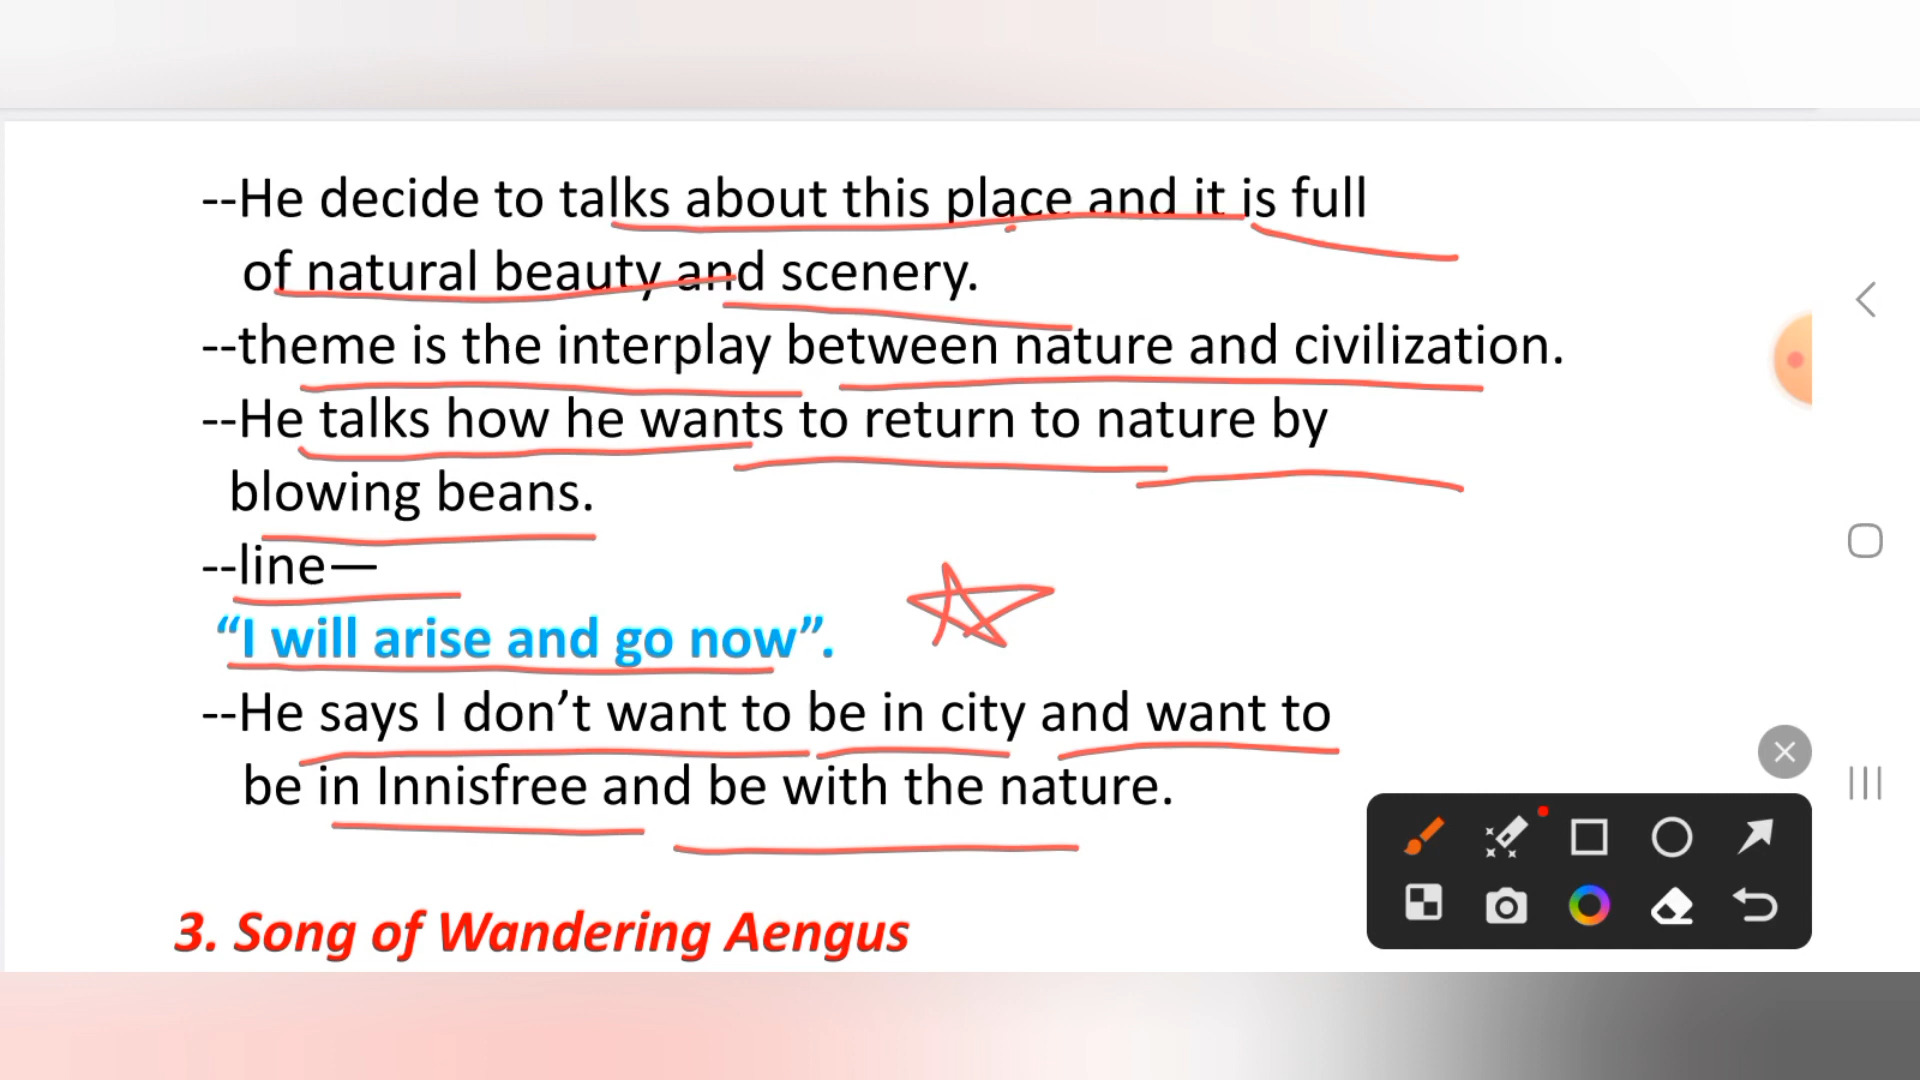 --He decide to talks about this place and it is full
of natural beauty and scenery.
--theme is the interplay between nature and civilization.
--He talks how he wants to return to nature by
blowing beans.
--line—
“I will arise and go now”.
--He says I don’t want to be in city and want to
be in Innisfree and be with the nature.
3. Song of Wandering Aengus